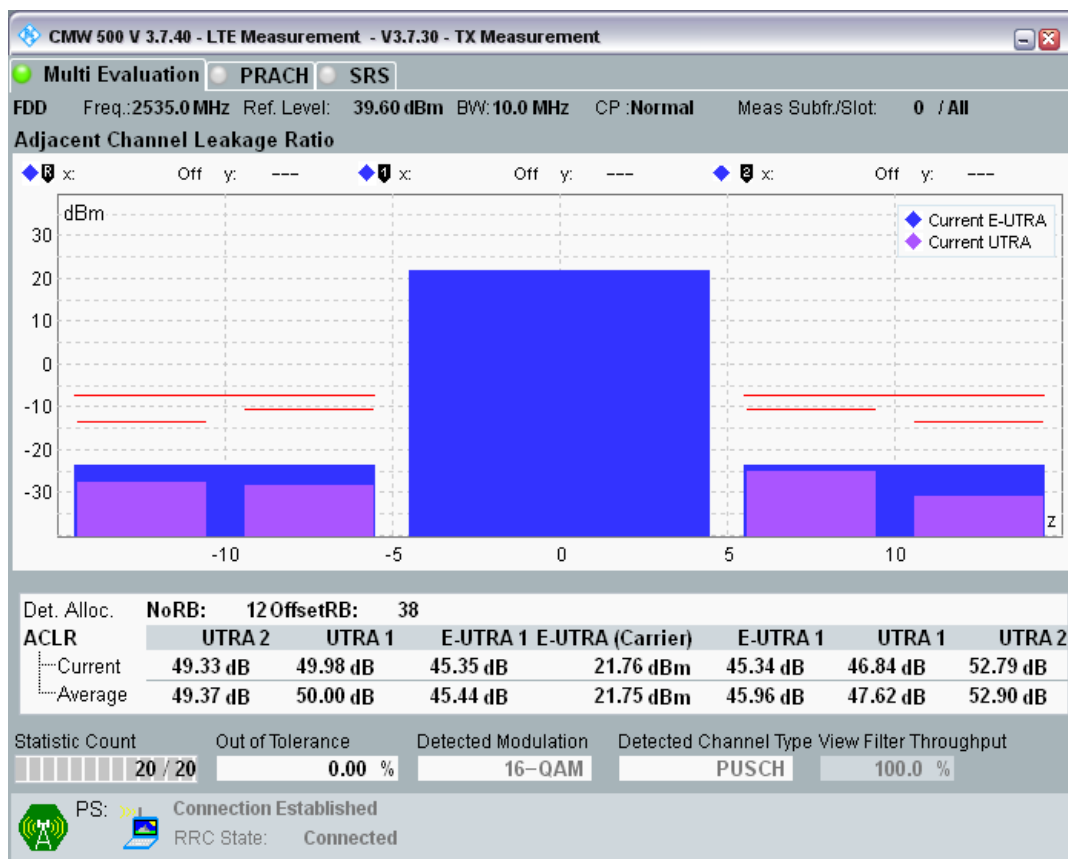 CMW 500 V 3.7.40 - LTE Measurement - V3.7.30 - TX Measurement
Multi Evaluation PRACH SRS
FDD Freq.:2535.0 MHz Ref. Level: 39.60 dBm BW: 10.0 MHz CP :Normal Meas Subfr./Slot: 0 / All
Adjacent Channel Leakage Ratio
R x: Off y: --- 1 x: Off y: --- 2 x: Off y: ---
dBm
Current E-UTRA
Current UTRA
30
20
10
0
-10
-20
-30
z
-10 -5 0 5 10
Det. Alloc. NoRB: 12 OffsetRB: 38
ACLR UTRA 2 UTRA 1 E-UTRA 1 E-UTRA (Carrier) E-UTRA 1 UTRA 1 UTRA 2
Current 49.33 dB 49.98 dB 45.35 dB 21.76 dBm 45.34 dB 46.84 dB 52.79 dB
Average 49.37 dB 50.00 dB 45.44 dB 21.75 dBm 45.96 dB 47.62 dB 52.90 dB
Statistic Count Out of Tolerance Detected Modulation Detected Channel Type View Filter Throughput
20 / 20 0.00 % 16-QAM PUSCH 100.0 %
PS: Connection Established
RRC State: Connected